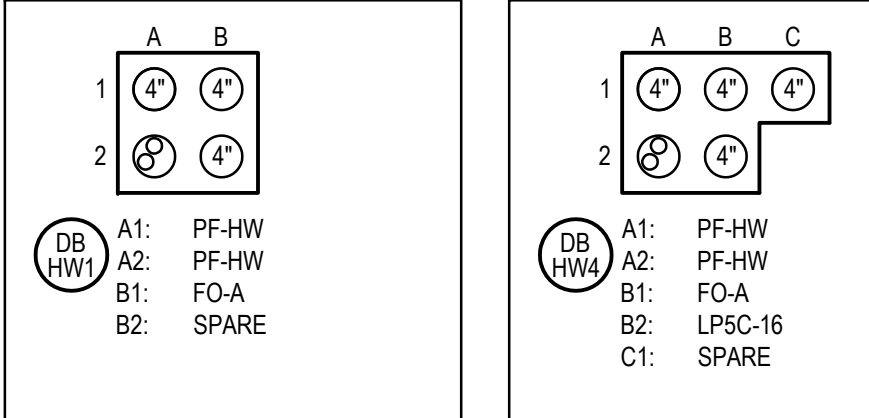 A B
1 4" 4"
2 4"
DB
HW1
A1: PF-HW
A2: PF-HW
B1: FO-A
B2: SPARE
A B C
1 4" 4" 4"
2 4"
DB
HW4
A1: PF-HW
A2: PF-HW
B1: FO-A
B2: LP5C-16
C1: SPARE